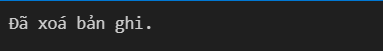 Đã xoá bản ghi.